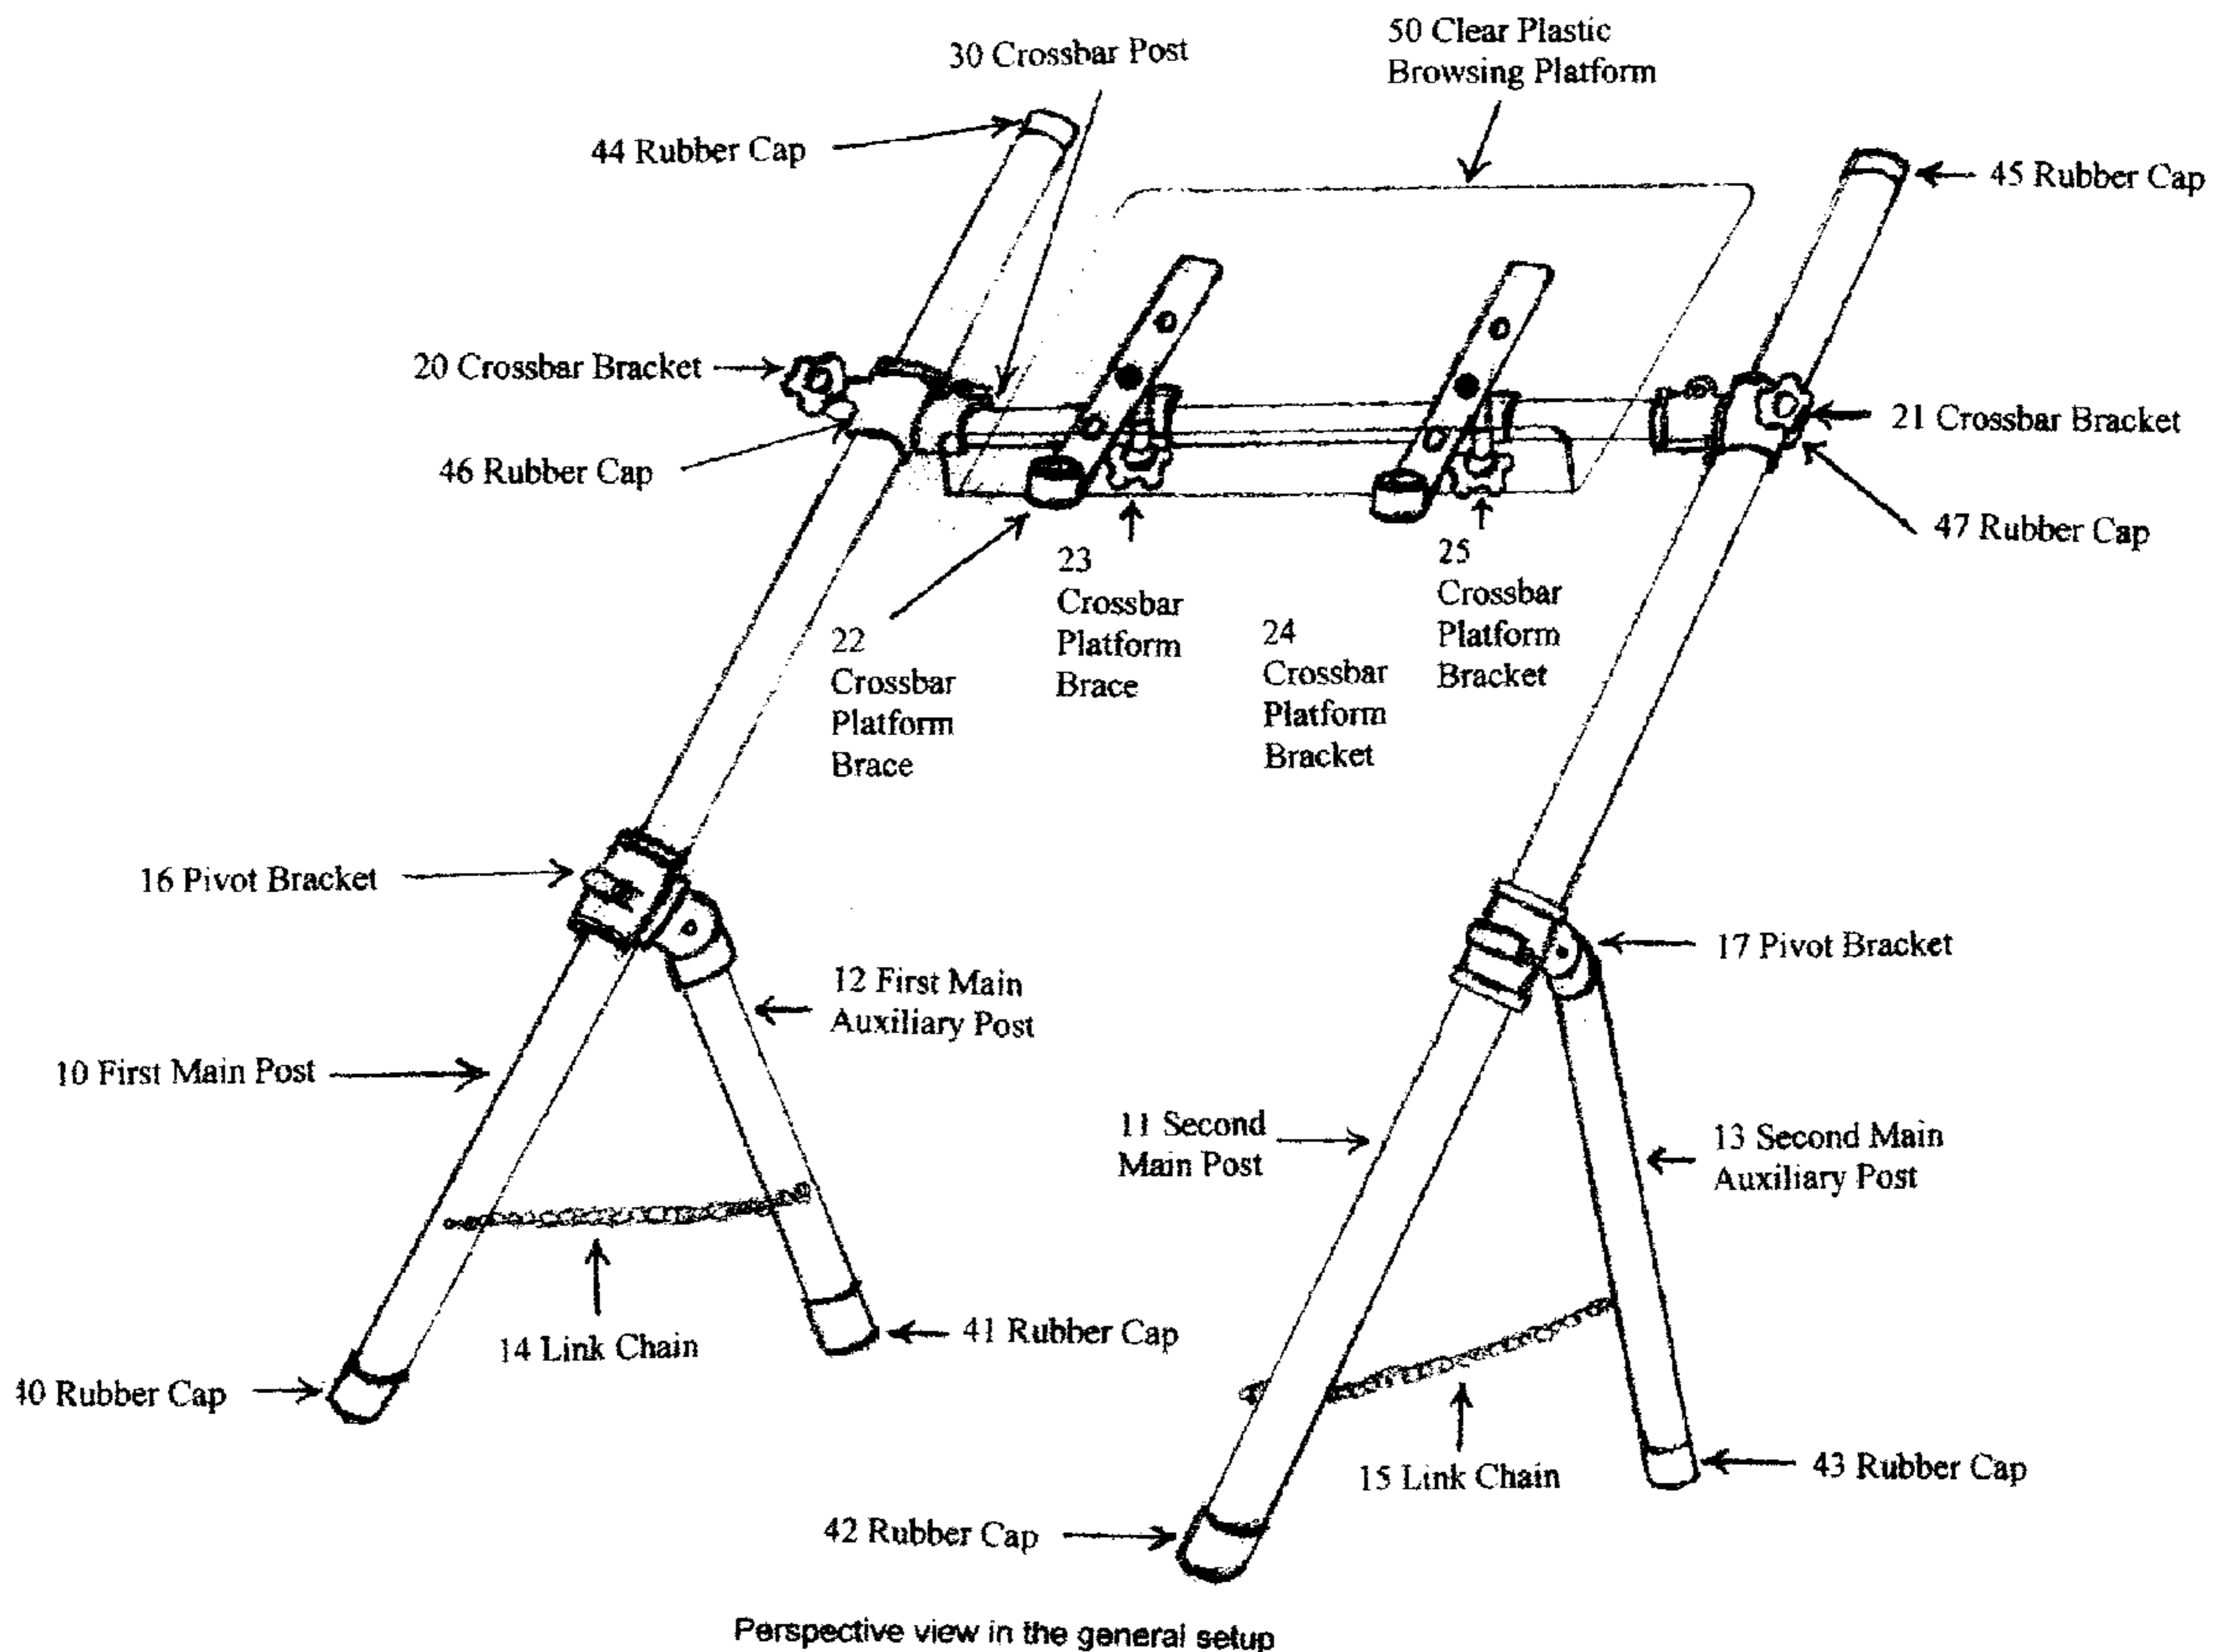 50 Clear Plastic
Browsing Platform
30 Crossbar Post
44 Rubber Cap
45 Rubber Cap
20 Crossbar Bracket
21 Crossbar Bracket
46 Rubber Cap
47 Rubber Cap
22
Crossbar
Platform
Brace
23
Crossbar
Platform
Brace
24
Crossbar
Platform
Bracket
25
Crossbar
Platform
Bracket
16 Pivot Bracket
17 Pivot Bracket
12 First Main
Auxiliary Post
10 First Main Post
11 Second
Main Post
13 Second Main
Auxiliary Post
14 Link Chain
41 Rubber Cap
40 Rubber Cap
15 Link Chain
43 Rubber Cap
42 Rubber Cap
Perspective view in the general setup